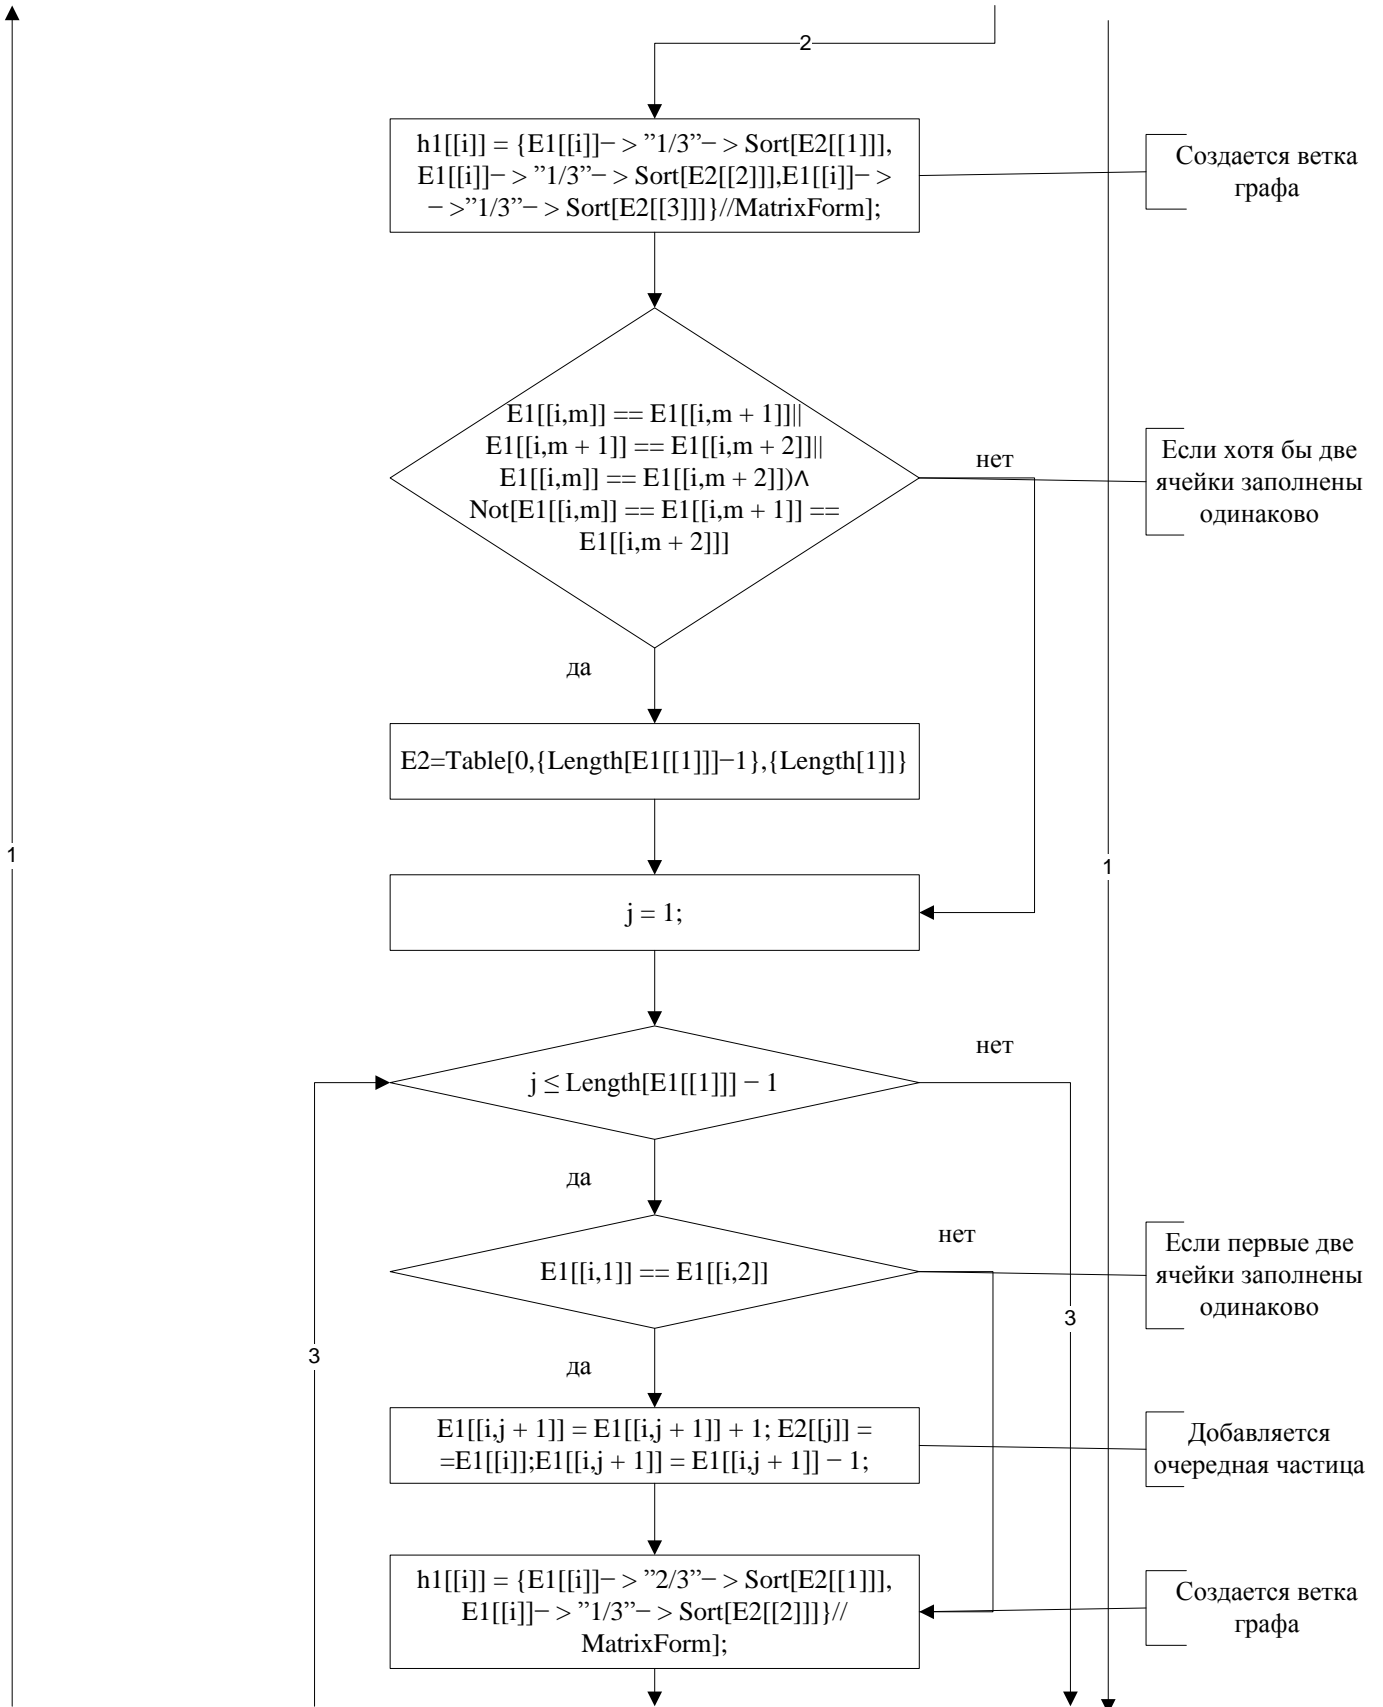 2
h1[[i]] = {E1[[i]]− > ”1/3”− > Sort[E2[[1]]],
E1[[i]]− > ”1/3”− > Sort[E2[[2]]],E1[[i]]− >
− >”1/3”− > Sort[E2[[3]]]}//MatrixForm];
Создается ветка
графа
E1[[i,m]] == E1[[i,m + 1]]||
E1[[i,m + 1]] == E1[[i,m + 2]]||
E1[[i,m]] == E1[[i,m + 2]])∧
Not[E1[[i,m]] == E1[[i,m + 1]] ==
E1[[i,m + 2]]]
нет
Если хотя бы две
ячейки заполнены
одинаково
да
E2=Table[0,{Length[E1[[1]]]−1},{Length[1]]}
1
1
j = 1;
j ≤ Length[E1[[1]]] − 1
нет
да
E1[[i,1]] == E1[[i,2]]
нет
Если первые две
ячейки заполнены
одинаково
3
3
да
E1[[i,j + 1]] = E1[[i,j + 1]] + 1; E2[[j]] =
=E1[[i]];E1[[i,j + 1]] = E1[[i,j + 1]] − 1;
Добавляется
очередная частица
h1[[i]] = {E1[[i]]− > ”2/3”− > Sort[E2[[1]]],
E1[[i]]− > ”1/3”− > Sort[E2[[2]]]}//
MatrixForm];
Создается ветка
графа